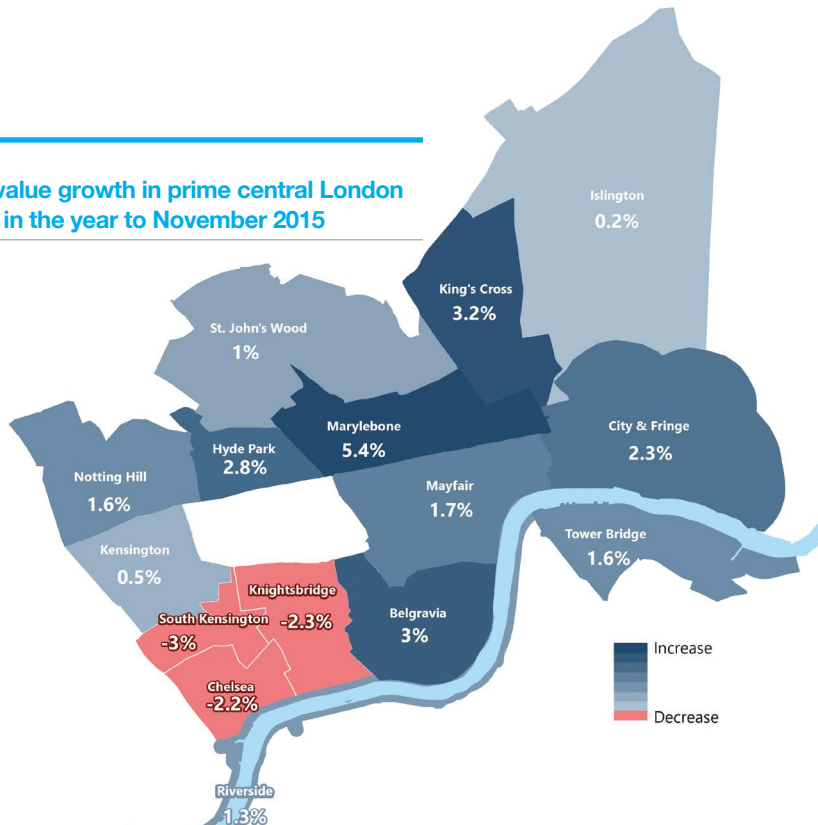 value growth in prime central London
in the year to November 2015
Islington
0.2%
King's Cross
3.2%
St. John's Wood
1%
Marylebone
5.4%
City & Fringe
2.3%
Hyde Park
2.8%
Notting Hill
1.6%
Mayfair
1.7%
Tower Bridge
1.6%
Kensington
0.5%
Knightsbridge
-2.3%
South Kensington
-3%
Belgravia
3%
Chelsea
-2.2%
Increase
Decrease
Riverside
1.3%